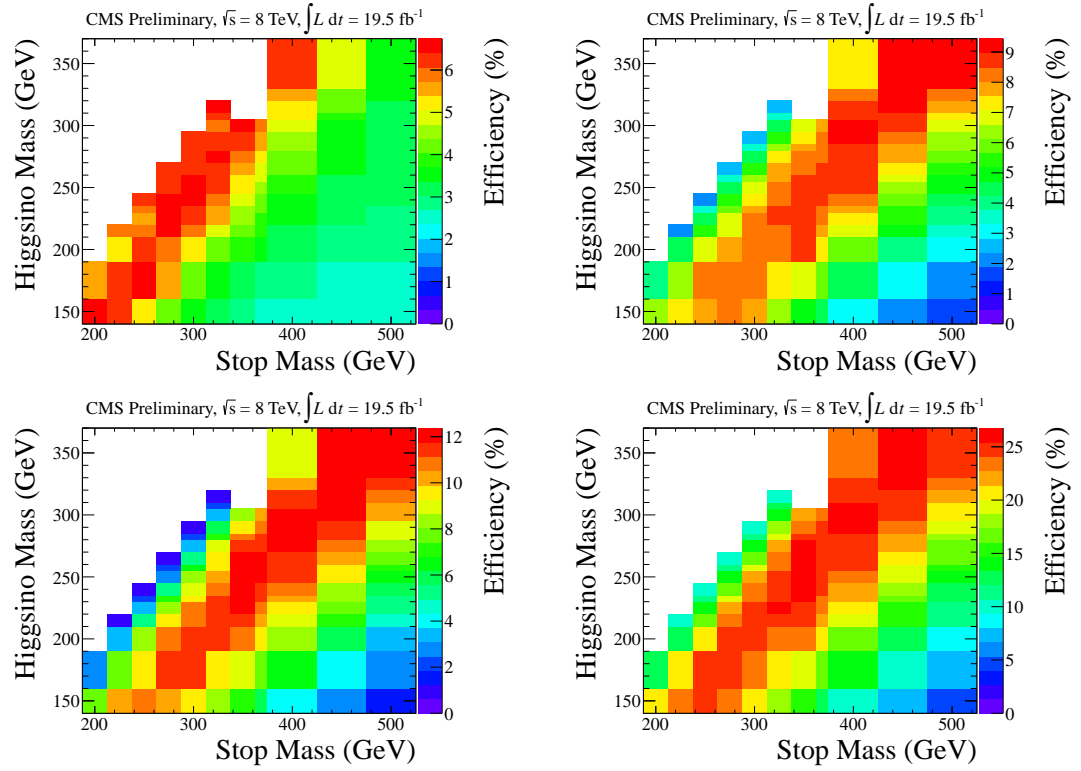 CMS Preliminary, √s = 8 TeV, ∫L dt = 19.5 fb⁻¹
Higgsino Mass (GeV)
350
300
250
200
150
200 300 400 500
Stop Mass (GeV)
6
5
4
3
2
1
0
Efficiency (%)
CMS Preliminary, √s = 8 TeV, ∫L dt = 19.5 fb⁻¹
Higgsino Mass (GeV)
350
300
250
200
150
200 300 400 500
Stop Mass (GeV)
9
8
7
6
5
4
3
2
1
0
Efficiency (%)
CMS Preliminary, √s = 8 TeV, ∫L dt = 19.5 fb⁻¹
Higgsino Mass (GeV)
350
300
250
200
150
200 300 400 500
Stop Mass (GeV)
12
10
8
6
4
2
0
Efficiency (%)
CMS Preliminary, √s = 8 TeV, ∫L dt = 19.5 fb⁻¹
Higgsino Mass (GeV)
350
300
250
200
150
200 300 400 500
Stop Mass (GeV)
25
20
15
10
5
0
Efficiency (%)